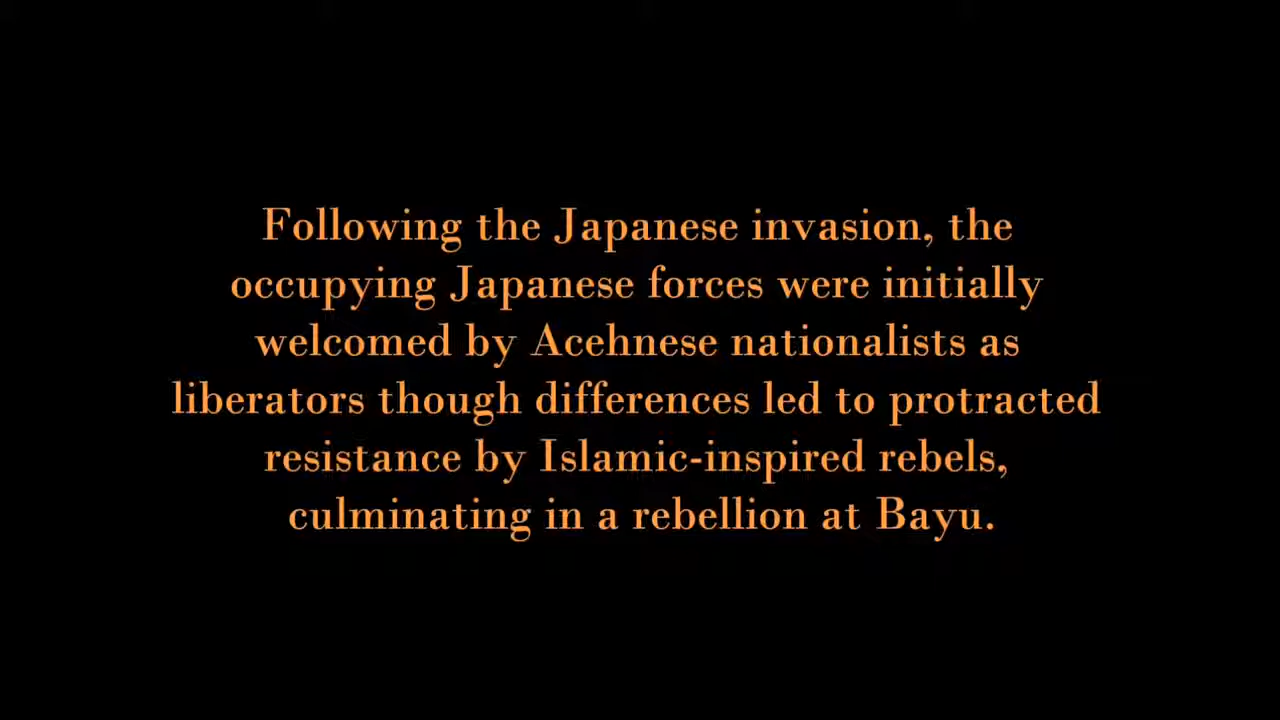 Following the Japanese invasion, the
occupying Japanese forces were initially
welcomed by Acehnese nationalists as
liberators though differences led to protracted
resistance by Islamic-inspired rebels,
culminating in a rebellion at Bayu.